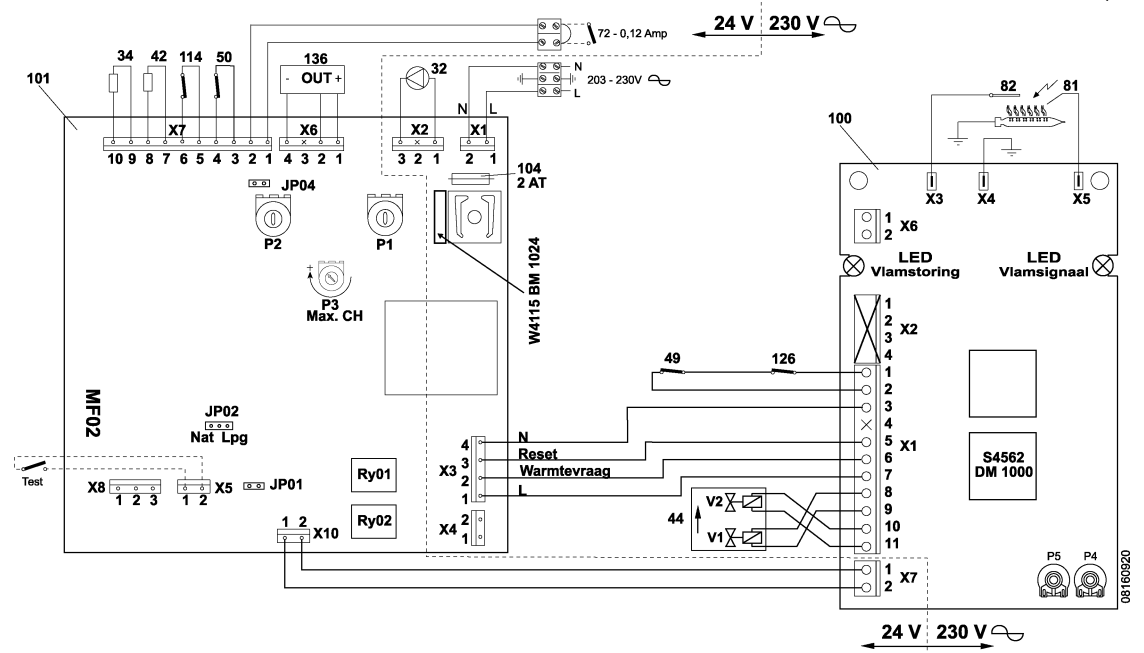 24 V 230 V
72 - 0,12 Amp
N
203 - 230V
L
34 42 114 50 136 32
- OUT +
101
N L
X7 X6 X2 X1
10 9 8 7 6 5 4 3 2 1 4 3 2 1 3 2 1 2 1
JP04
104
2 AT
P2 P1
W4115 BM 1024
+
P3
Max. CH
MF02
JP02
Nat Lpg
Test
X8 X5 JP01
1 2 3 1 2
Ry01
Ry02
1 2 X10
X3
4
3
2
1
X4
2
1
N
Reset
Warmtevraag
L
49 126
44
V2
V1
82 81
100
X3 X4 X5
1
2
X6
LED
Vlamstoring
LED
Vlamsignaal
1
2
3
4
X2
1
2
3
4
5
6
7
8
9
10
11
X1
S4562
DM 1000
1
2
X7
P5 P4
08160920
24 V 230 V